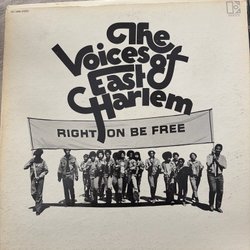 The
Voices of
East
Harlem
RIGHT ON BE FREE